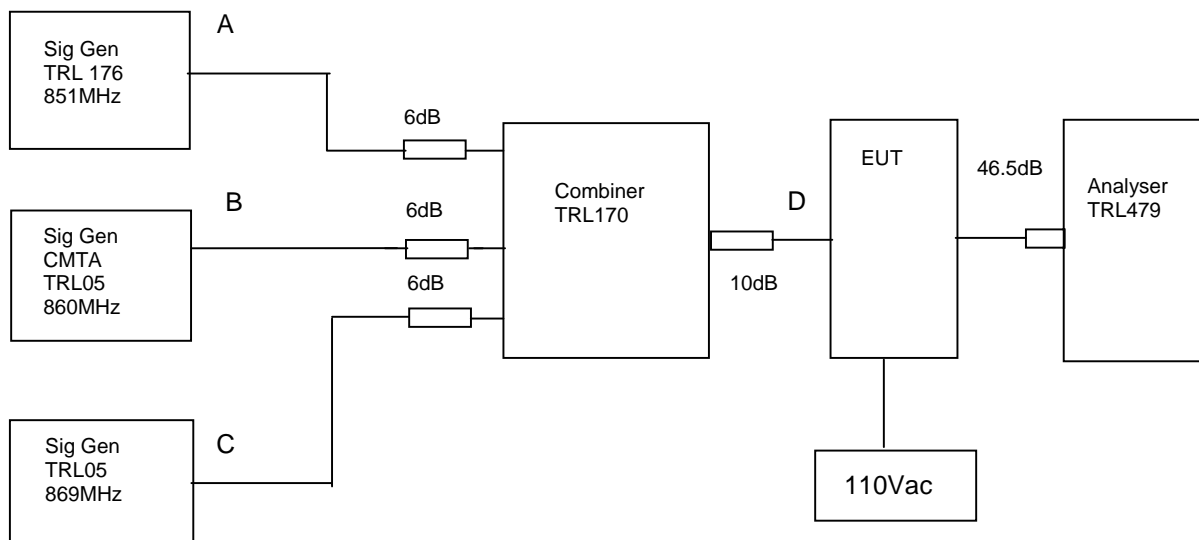 A
Sig Gen
TRL 176
851MHz
6dB
B
Sig Gen
CMTA
TRL05
860MHz
6dB
6dB
C
Sig Gen
TRL05
869MHz
Combiner
TRL170
D
10dB
EUT
46.5dB
Analyser
TRL479
110Vac